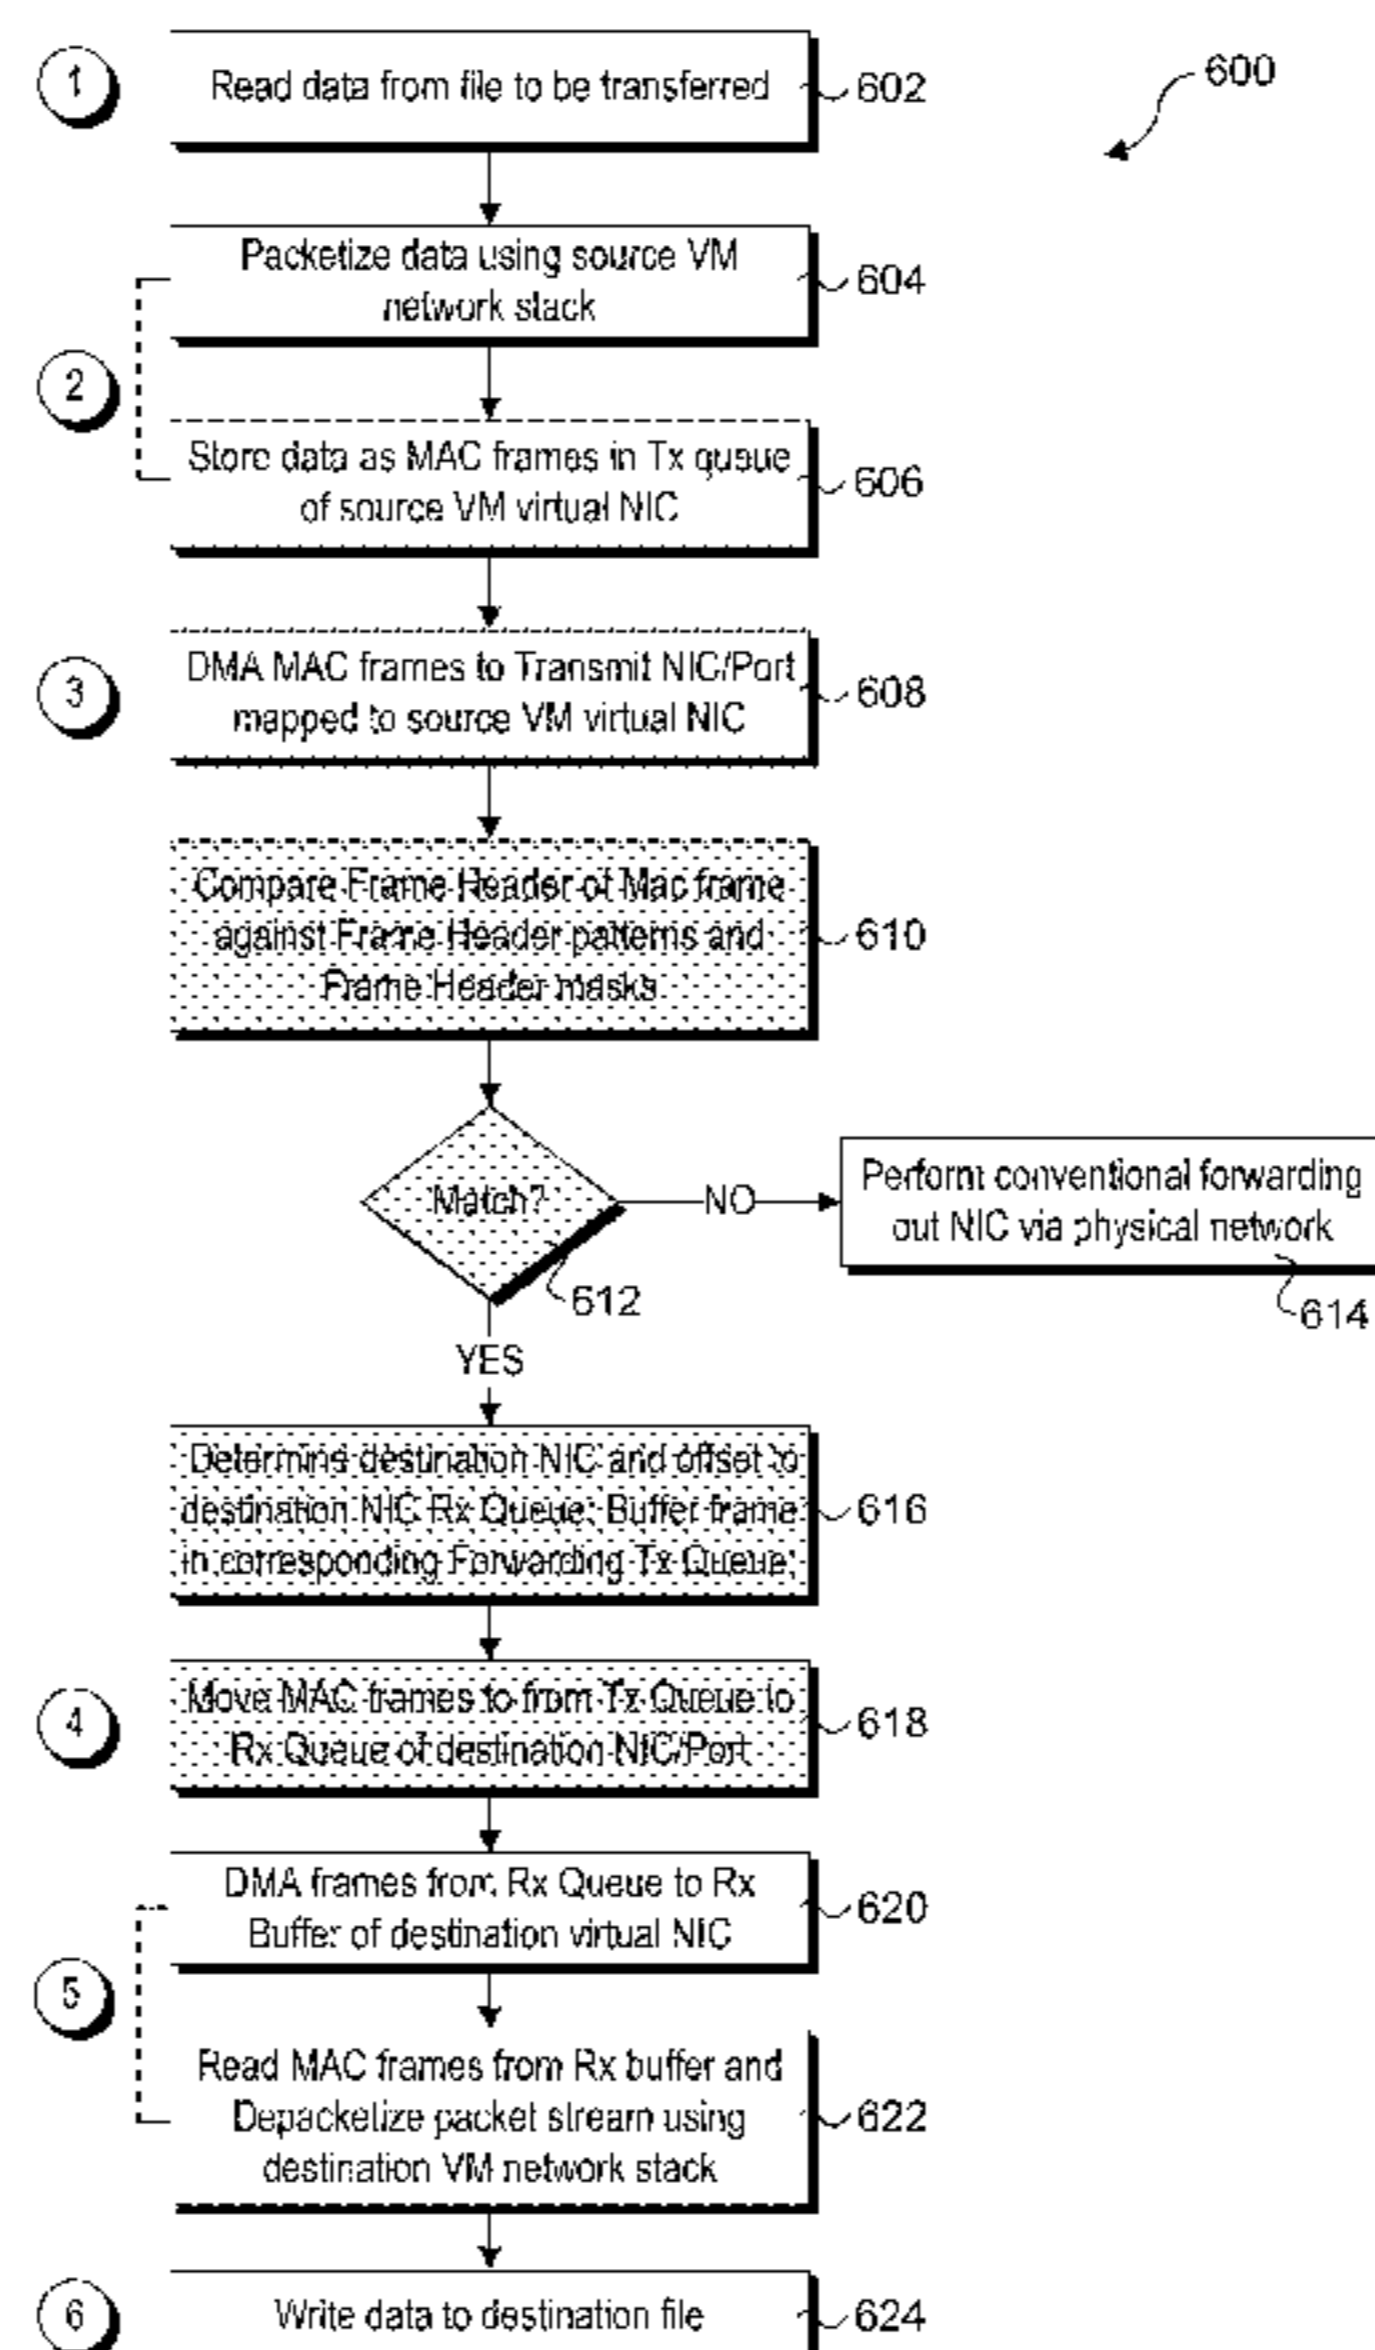 1
Read data from file to be transferred
602
600
Packetize data using source VM
network stack
604
2
Store data as MAC frames in Tx queue
of source VM virtual NIC
606
3
DMA MAC frames to Transmit NIC/Port
mapped to source VM virtual NIC
608
Compare Frame Header of Mac frame
against Frame Header patterns and
Frame Header masks
610
Match?
612
NO
Perform conventional forwarding
out NIC via physical network
614
YES
Determine destination NIC and offset to
destination NIC Rx Queue; Buffer frame
in corresponding Forwarding Tx Queue;
616
4
Move MAC frames to from Tx Queue to
Rx Queue of destination NIC/Port
618
DMA frames from Rx Queue to Rx
Buffer of destination virtual NIC
620
5
Read MAC frames from Rx buffer and
Depacketize packet stream using
destination VM network stack
622
6
Write data to destination file
624